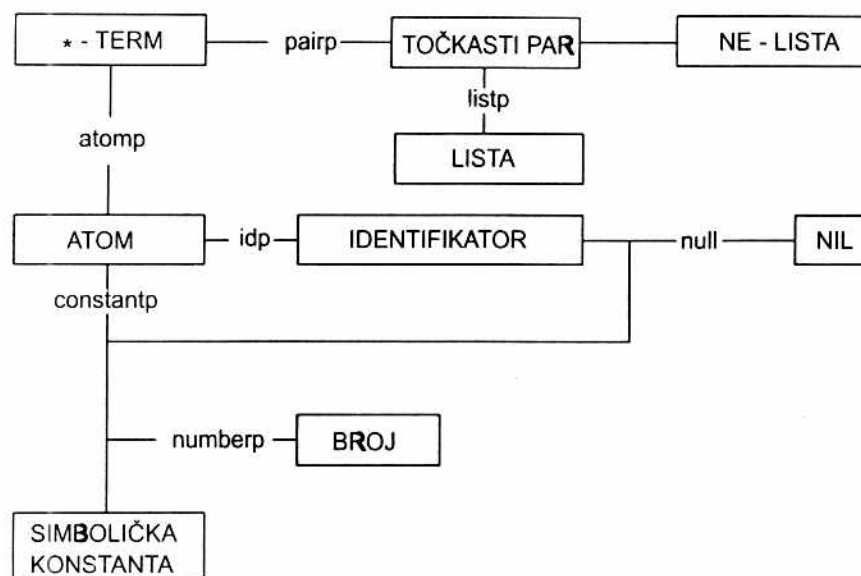 * - TERM
pairp
TOČKASTI PAR
NE - LISTA
listp
LISTA
atomp
ATOM
idp
IDENTIFIKATOR
null
NIL
constantp
numberp
BROJ
SIMBOLIČKA
KONSTANTA